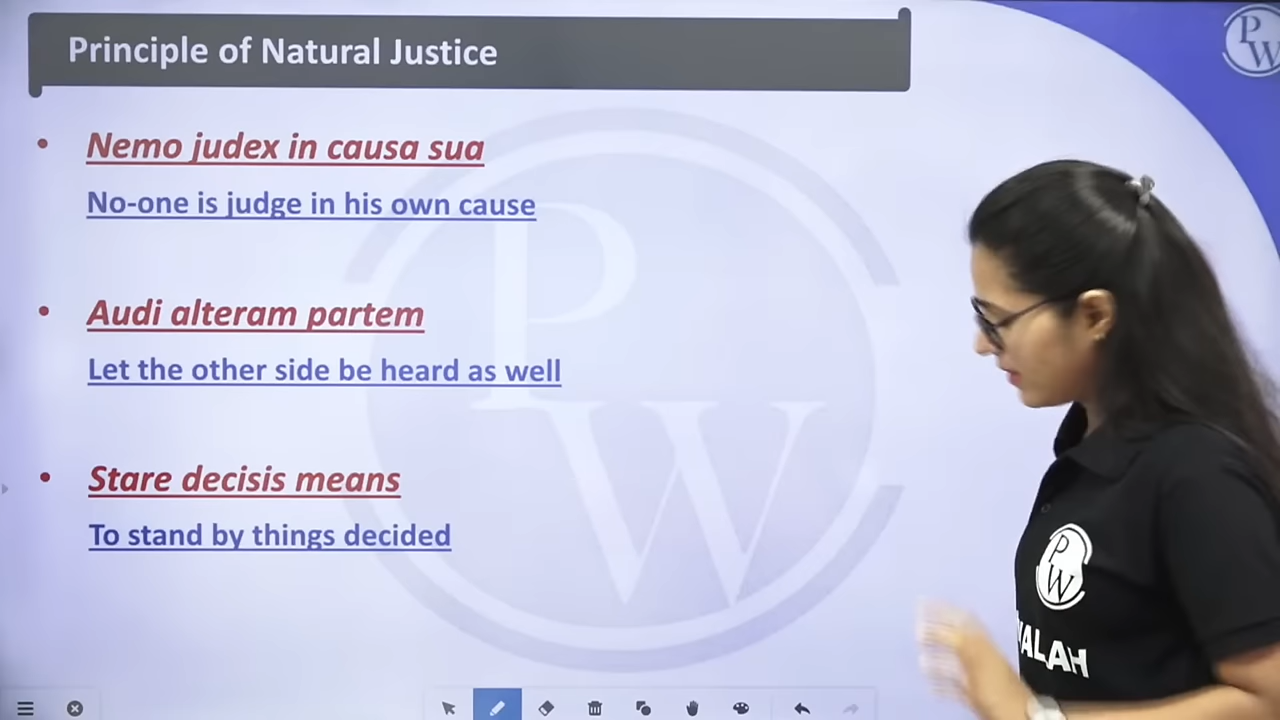 Principle of Natural Justice
PW
• Nemo judex in causa sua
No-one is judge in his own cause
• Audi alteram partem
Let the other side be heard as well
• Stare decisis means
To stand by things decided
PW
PW
YALAH